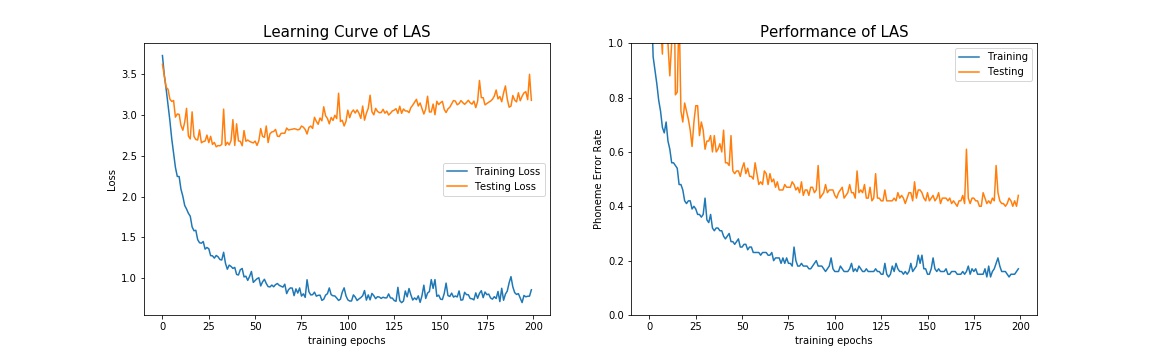 Learning Curve of LAS
Loss
3.5
3.0
2.5
2.0
1.5
1.0
0 25 50 75 100 125 150 175 200
training epochs
Training Loss
Testing Loss
Performance of LAS
Phoneme Error Rate
1.0
0.8
0.6
0.4
0.2
0.0
0 25 50 75 100 125 150 175 200
training epochs
Training
Testing